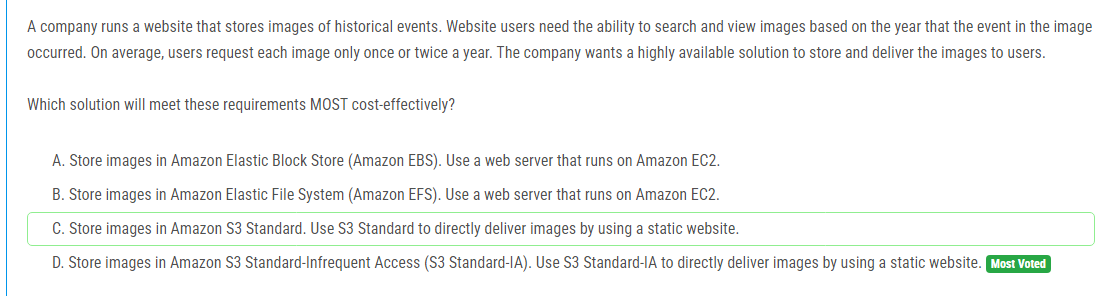 A company runs a website that stores images of historical events. Website users need the ability to search and view images based on the year that the event in the image
occurred. On average, users request each image only once or twice a year. The company wants a highly available solution to store and deliver the images to users.
Which solution will meet these requirements MOST cost-effectively?
A. Store images in Amazon Elastic Block Store (Amazon EBS). Use a web server that runs on Amazon EC2.
B. Store images in Amazon Elastic File System (Amazon EFS). Use a web server that runs on Amazon EC2.
C. Store images in Amazon S3 Standard. Use S3 Standard to directly deliver images by using a static website.
D. Store images in Amazon S3 Standard-Infrequent Access (S3 Standard-IA). Use S3 Standard-IA to directly deliver images by using a static website. Most Voted